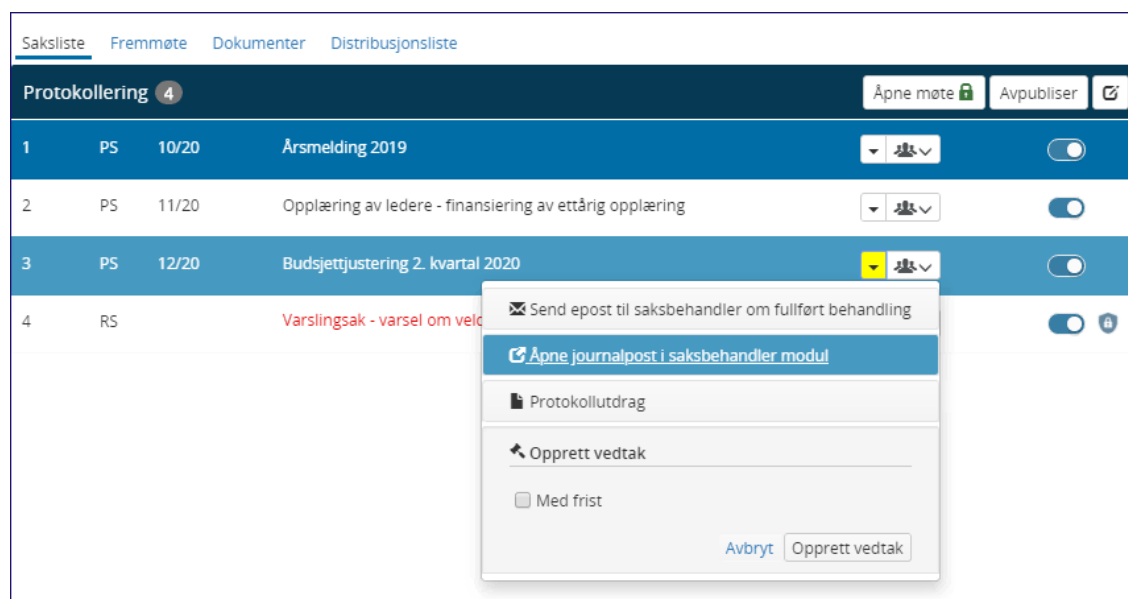 Saksliste Fremmøte Dokumenter Distribusjonsliste
Protokollering 4 Åpne møte Avpubliser
1 PS 10/20 Årsmelding 2019
2 PS 11/20 Opplæring av ledere - finansiering av ettårig opplæring
3 PS 12/20 Budsjettjustering 2. kvartal 2020
4 RS Varslingsak - varsel om
Send epost til saksbehandler om fullført behandling
Åpne journalpost i saksbehandler modul
Protokollutdrag
Opprett vedtak
Med frist
Avbryt Opprett vedtak